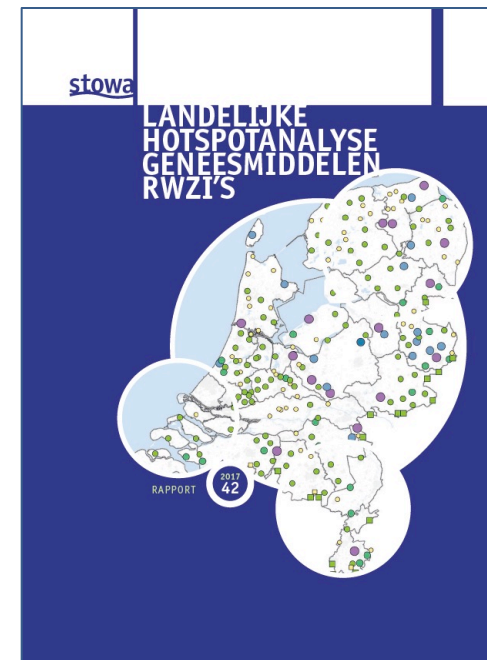 stowa
LANDELIJKE
HOTSPOTANALYSE
GENEESMIDDELEN
RWZI'S
RAPPORT
2017
42